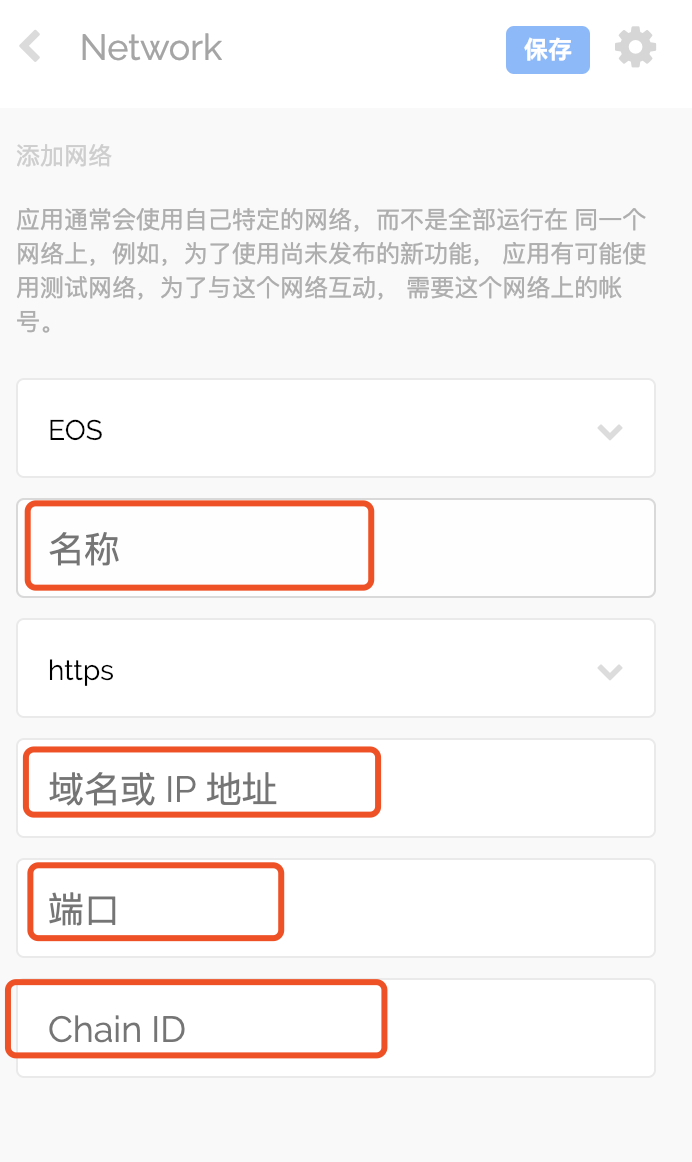 Network
保存
添加网络
应用通常会使用自己特定的网络，而不是全部运行在 同一个
网络上，例如，为了使用尚未发布的新功能， 应用有可能使
用测试网络，为了与这个网络互动， 需要这个网络上的帐
号。
EOS
名称
https
域名或 IP 地址
端口
Chain ID